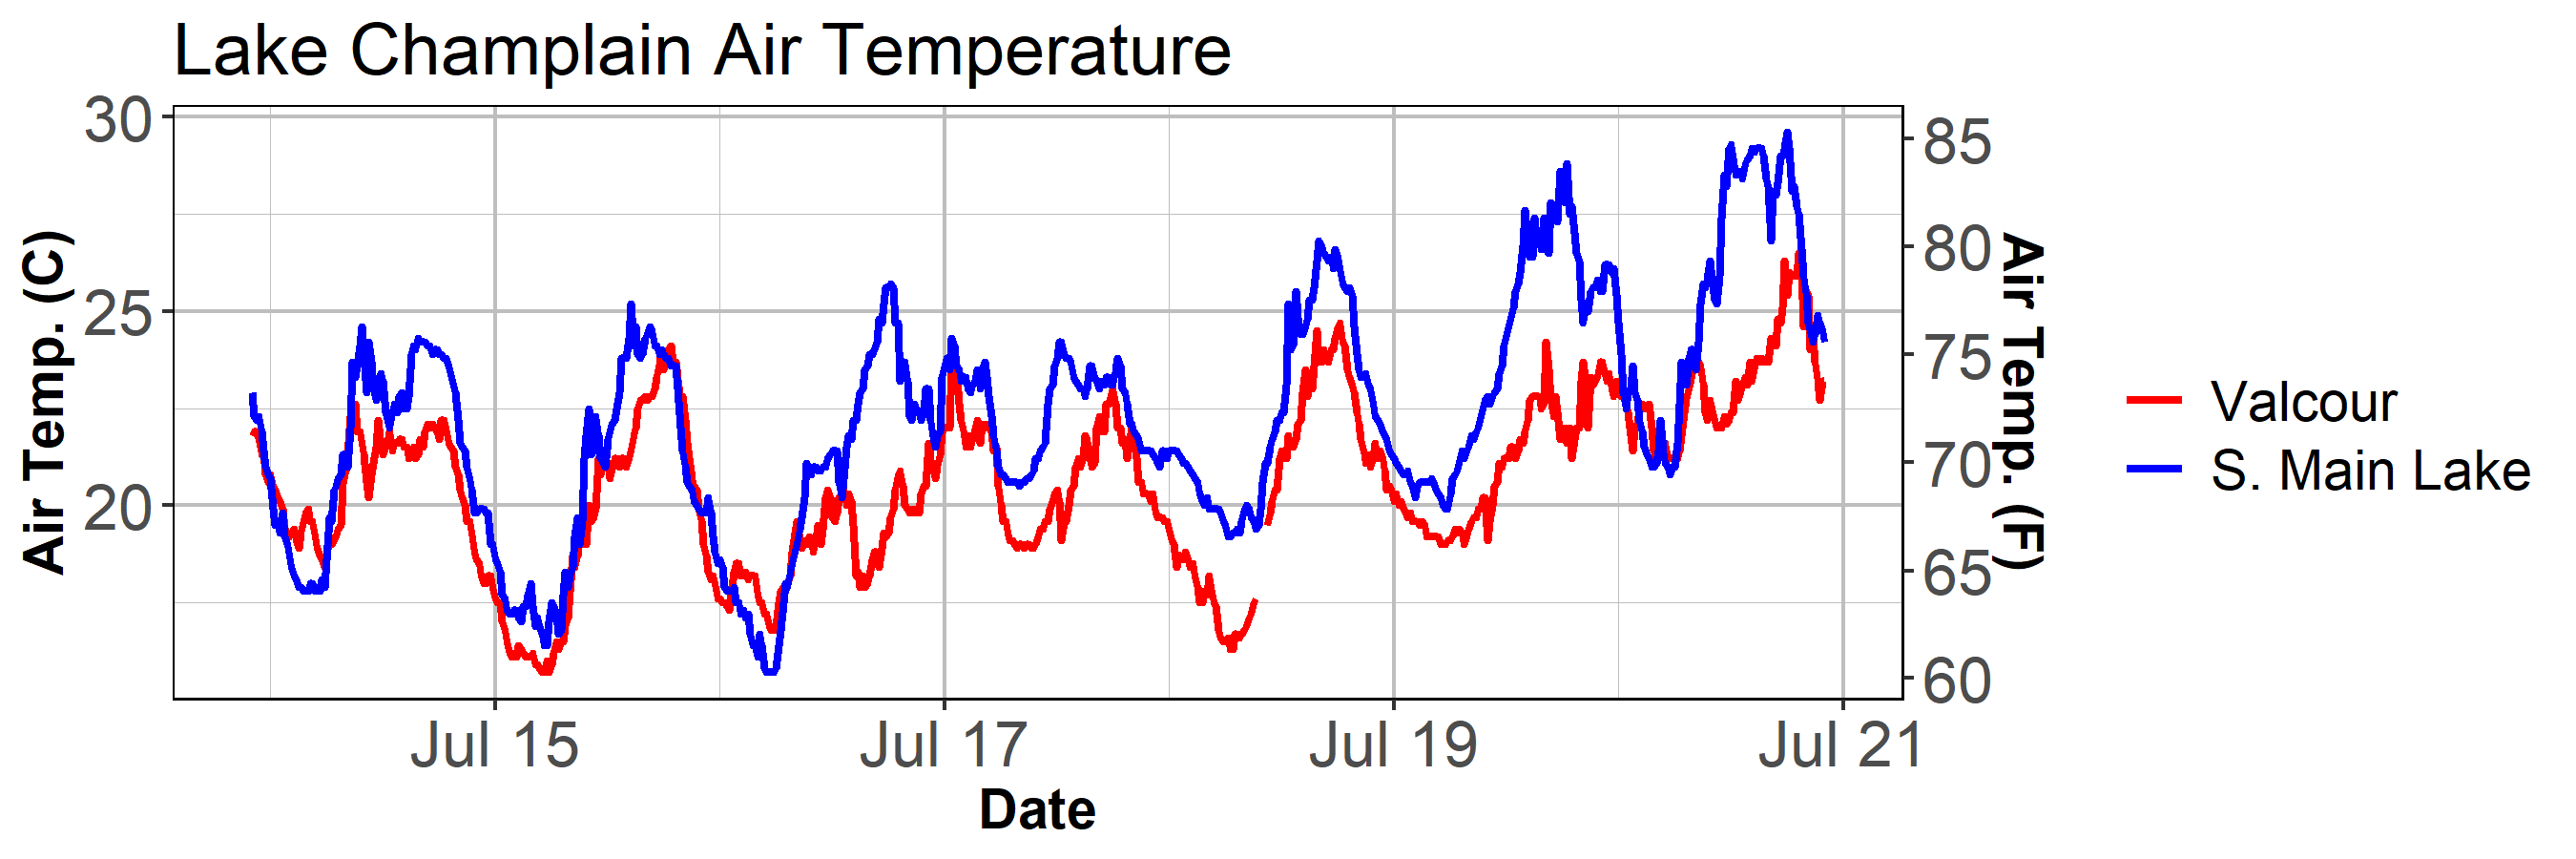 Lake Champlain Air Temperature
30
25
20
Air Temp. (C)
85
80
75
70
65
60
Air Temp. (F)
Jul 15
Jul 17
Jul 19
Jul 21
Date
Valcour
S. Main Lake